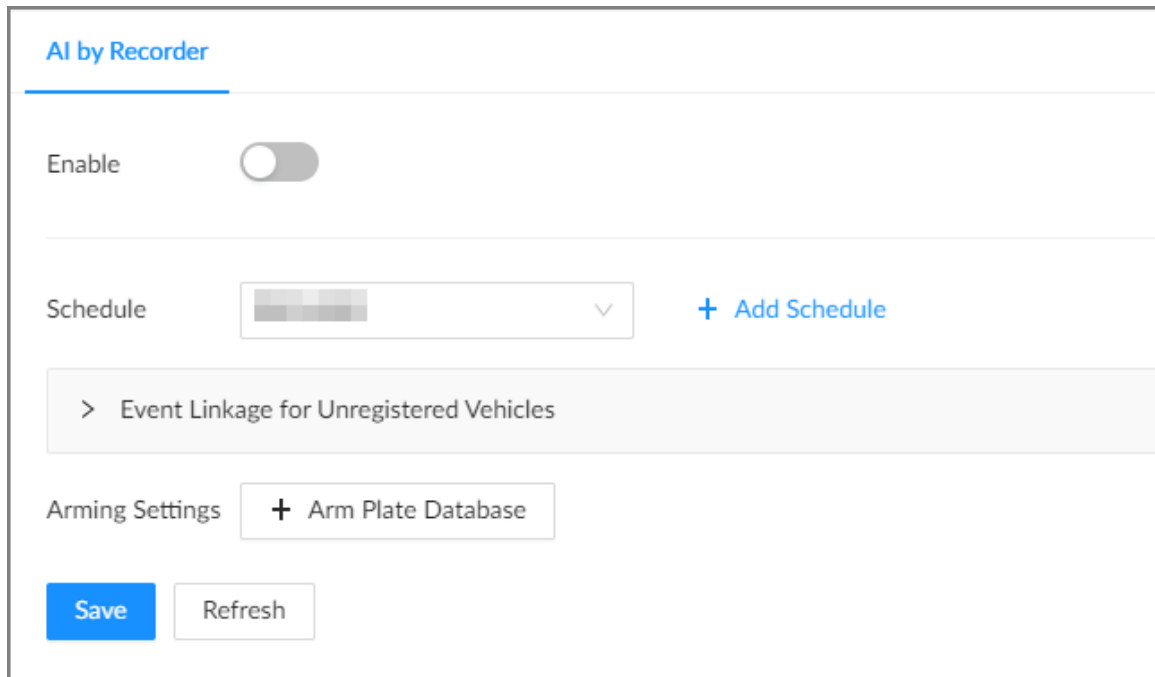 AI by Recorder
Enable
Schedule + Add Schedule
> Event Linkage for Unregistered Vehicles
Arming Settings + Arm Plate Database
Save Refresh